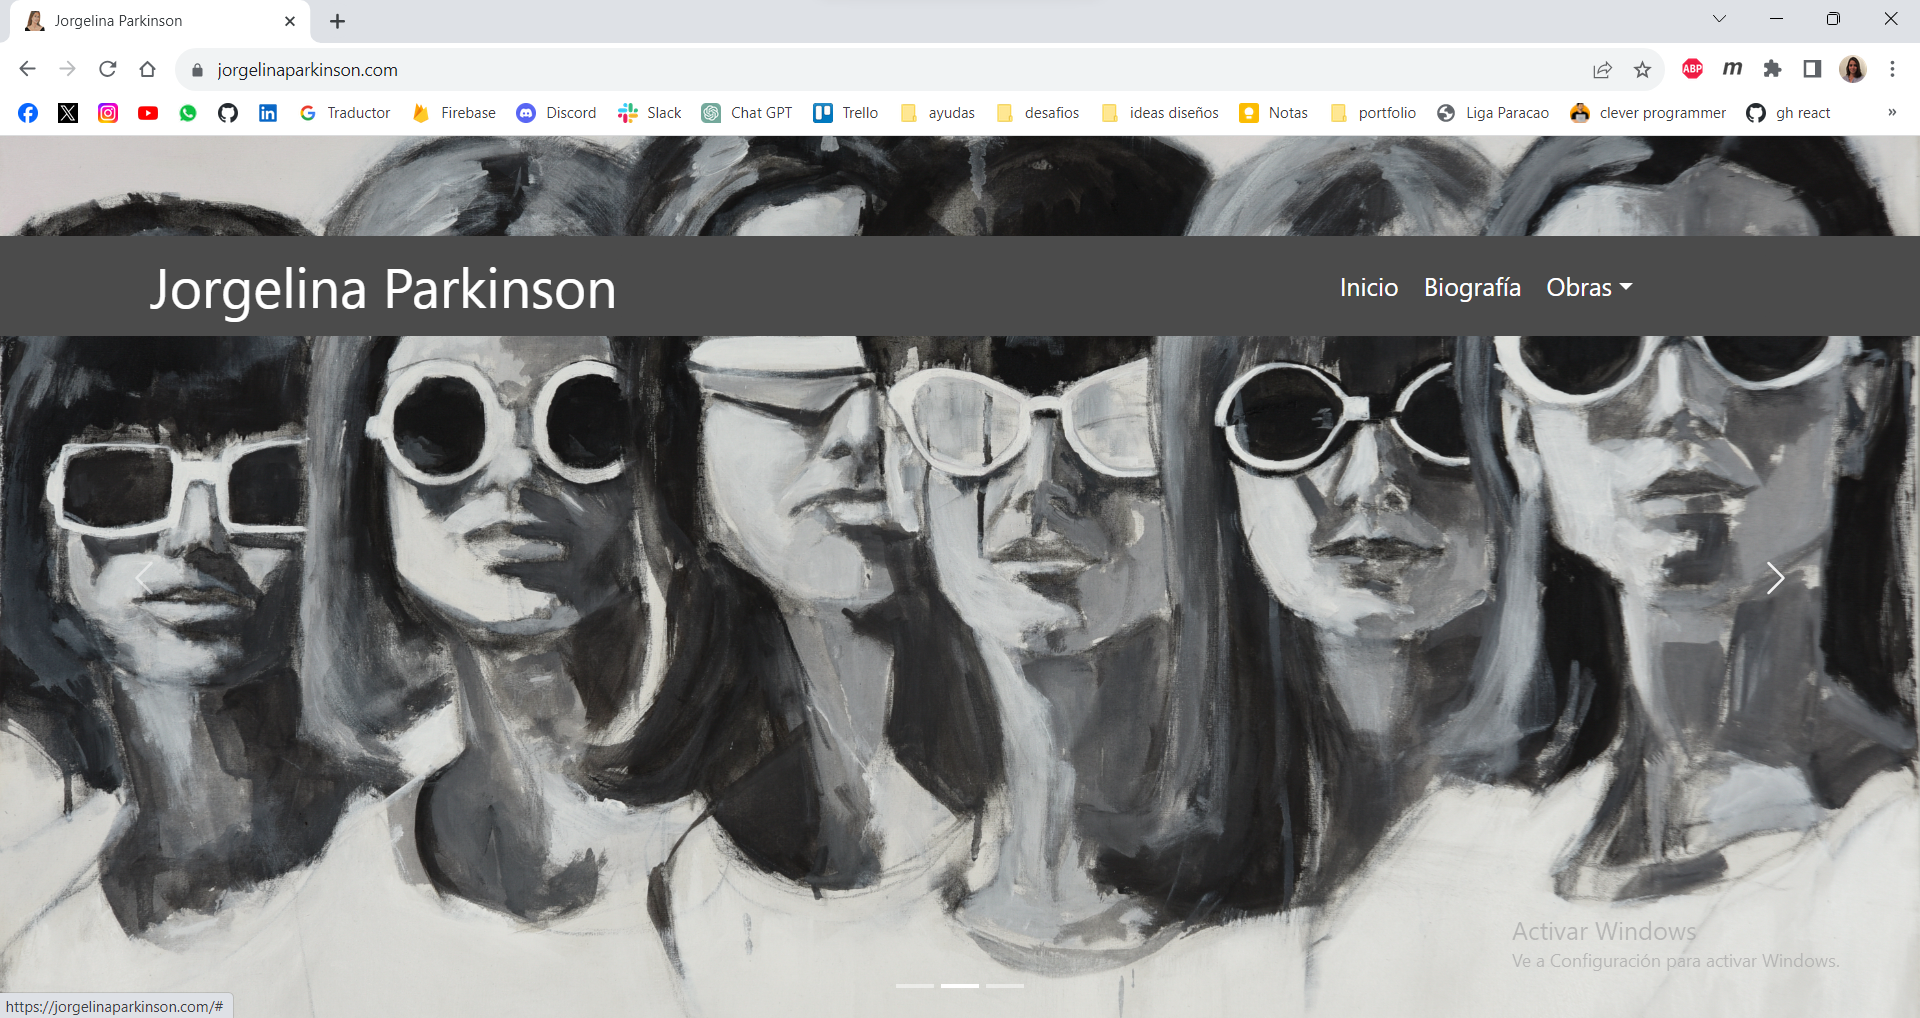 Jorgelina Parkinson
jorgelinaparkinson.com
ABP m
Traductor Firebase Discord Slack Chat GPT Trello ayudas desafios ideas diseños Notas portfolio Liga Paracao clever programmer gh react »
Jorgelina Parkinson Inicio Biografía Obras
Activar Windows
Ve a Configuración para activar Windows.
https://jorgelinaparkinson.com/#